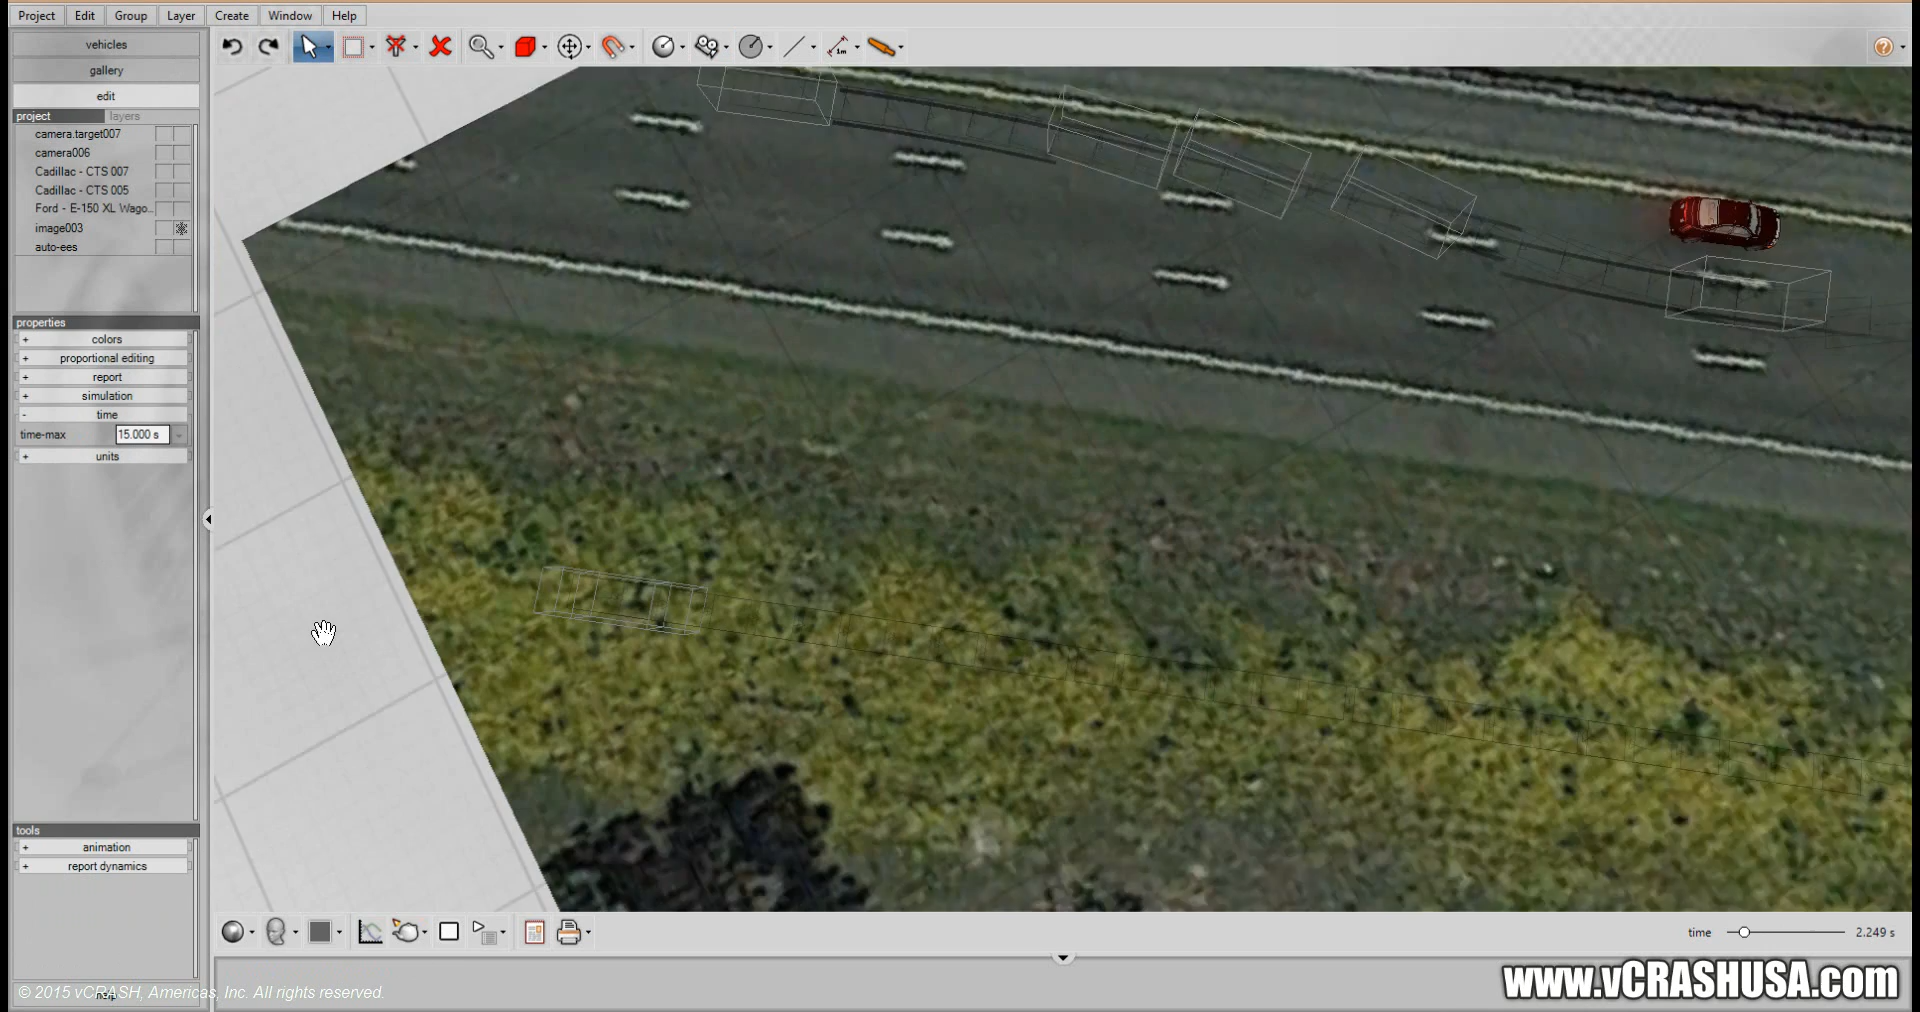 Project Edit Group Layer Create Window Help
vehicles
gallery
edit
project layers
camera.target007
camera006
Cadillac - CTS 007
Cadillac - CTS 005
Ford - E-150 XL Wago...
image003
auto-ees
properties
+ colors
+ proportional editing
+ report
+ simulation
- time
time-max 15.000 s
+ units
tools
+ animation
+ report dynamics
1m
?
time 2.249 s
help
© 2015 vCRASH, Americas, Inc. All rights reserved.
www.vCRASHUSA.com